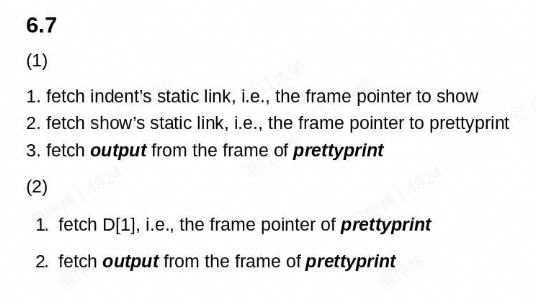 6.7
(1)
1. fetch indent's static link, i.e., the frame pointer to show
2. fetch show's static link, i.e., the frame pointer to prettyprint
3. fetch output from the frame of prettyprint
(2)
1. fetch D[1], i.e., the frame pointer of prettyprint
2. fetch output from the frame of prettyprint